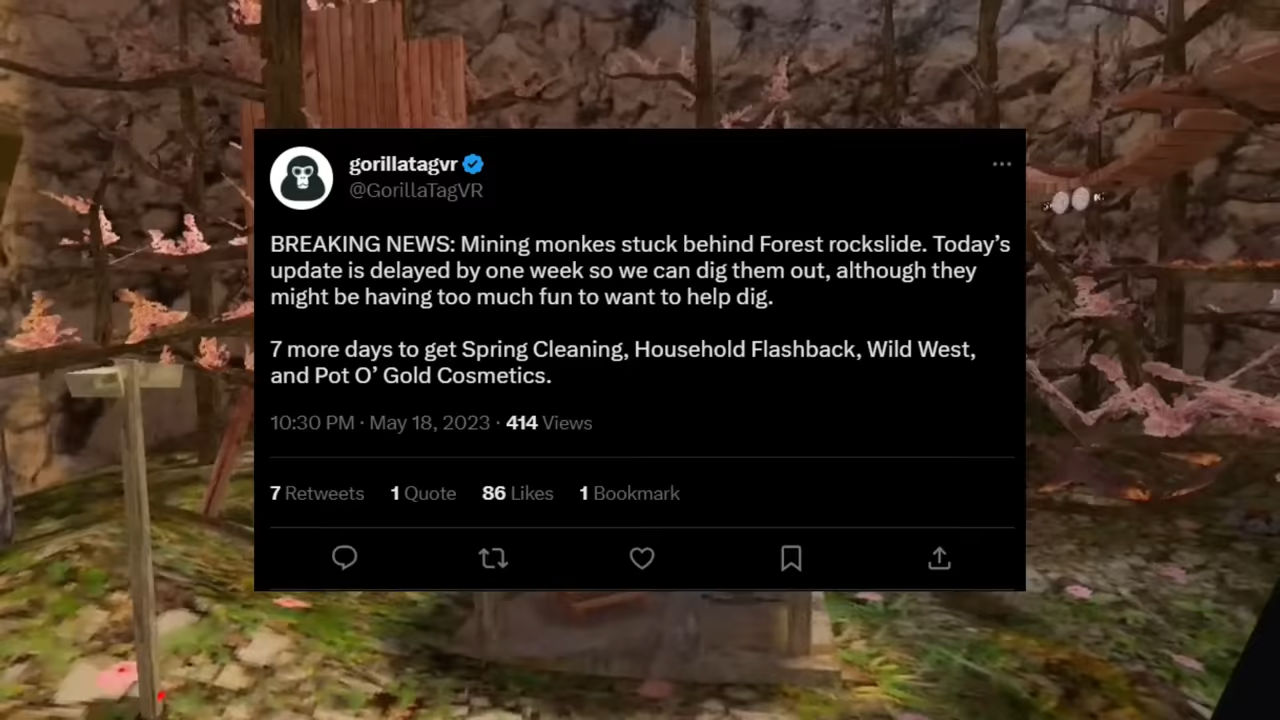 gorillatagvr
@GorillaTagVR
BREAKING NEWS: Mining monkes stuck behind Forest rockslide. Today’s
update is delayed by one week so we can dig them out, although they
might be having too much fun to want to help dig.
7 more days to get Spring Cleaning, Household Flashback, Wild West,
and Pot O’ Gold Cosmetics.
10:30 PM · May 18, 2023 · 414 Views
7 Retweets 1 Quote 86 Likes 1 Bookmark